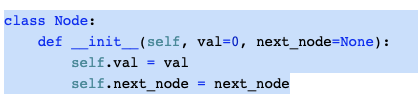 class Node:
    def __init__(self, val=0, next_node=None):
        self.val = val
        self.next_node = next_node